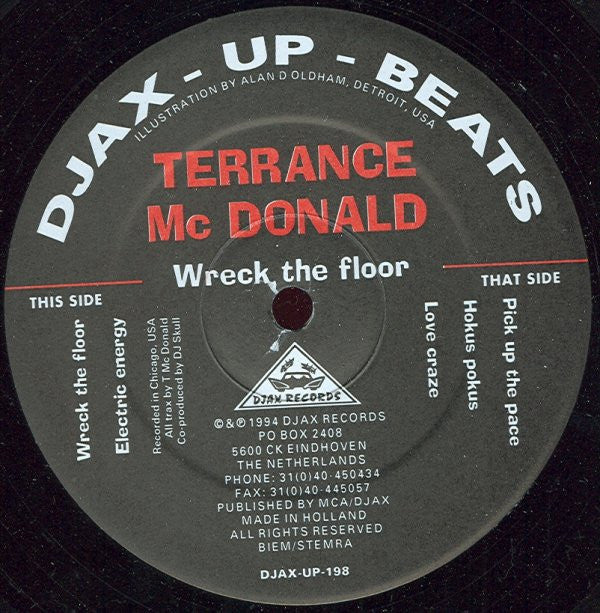 DJAX - UP - BEATS
ILLUSTRATION BY ALAN D OLDHAM, DETROIT, USA
TERRANCE
Mc DONALD
Wreck the floor
THIS SIDE
Wreck the floor
Electric energy
Recorded in Chicago, USA
All trax by T Mc Donald
Co-produced by DJ Skull
THAT SIDE
Pick up the pace
Hokus pokus
Love craze
DJAX RECORDS
©&℗1994 DJAX RECORDS
PO BOX 2408
5600 CK EINDHOVEN
THE NETHERLANDS
PHONE: 31(0)40-450434
FAX: 31(0)40-445057
PUBLISHED BY MCA/DJAX
MADE IN HOLLAND
ALL RIGHTS RESERVED
BIEM/STEMRA
DJAX-UP-198